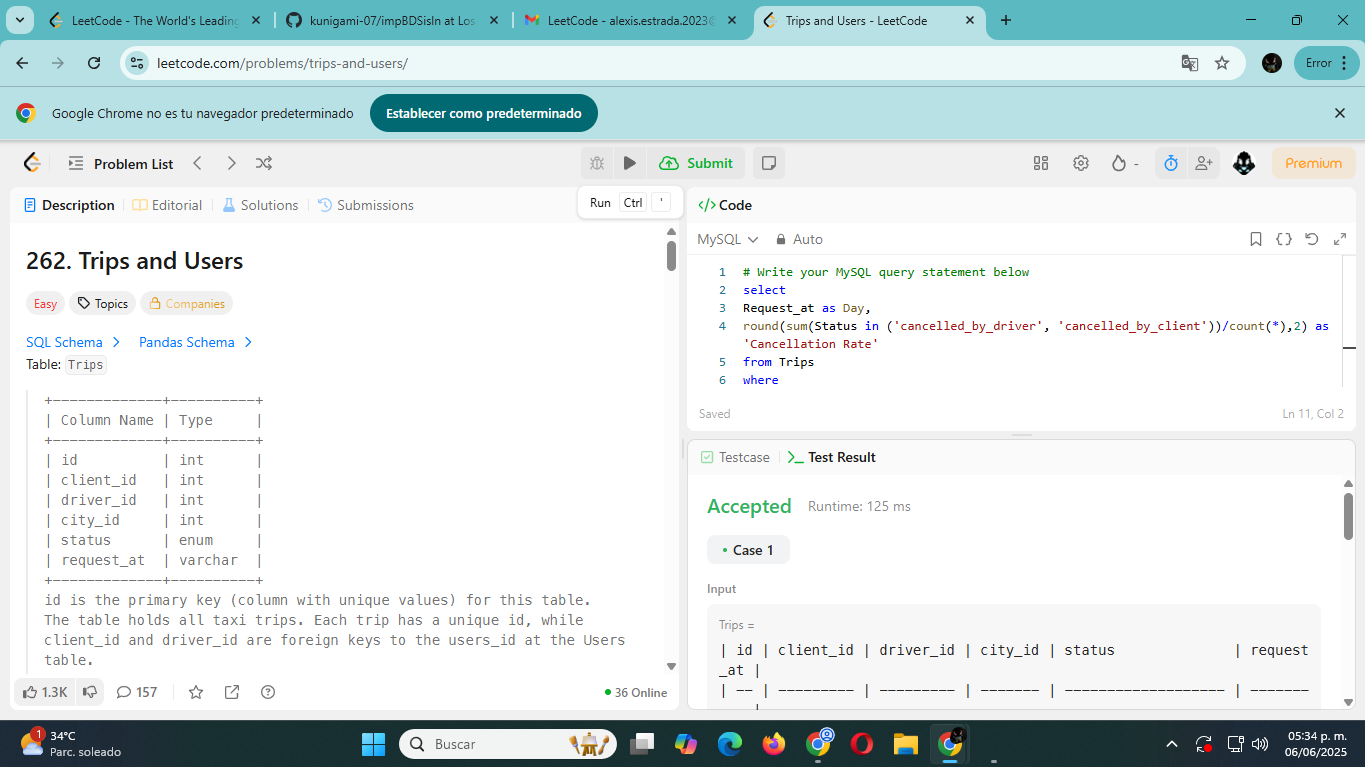 LeetCode - The World's Leading
kunigami-07/impBDSisIn at Los
LeetCode - alexis.estrada.2023@
Trips and Users - LeetCode
leetcode.com/problems/trips-and-users/
Error
Google Chrome no es tu navegador predeterminado
Establecer como predeterminado
Problem List
Submit
-
Premium
Description
Editorial
Solutions
Submissions
Run Ctrl '
262. Trips and Users
Easy
Topics
Companies
SQL Schema
Pandas Schema
Table: Trips
+-------------+----------+
| Column Name | Type     |
+-------------+----------+
| id          | int      |
| client_id   | int      |
| driver_id   | int      |
| city_id     | int      |
| status      | enum     |
| request_at  | varchar  |
+-------------+----------+
id is the primary key (column with unique values) for this table.
The table holds all taxi trips. Each trip has a unique id, while
client_id and driver_id are foreign keys to the users_id at the Users
table.
1.3K
157
36 Online
Code
MySQL
Auto
1 # Write your MySQL query statement below
2 select
3 Request_at as Day,
4 round(sum(Status in ('cancelled_by_driver', 'cancelled_by_client'))/count(*),2) as
'Cancellation Rate'
5 from Trips
6 where
Saved
Ln 11, Col 2
Testcase
Test Result
Accepted
Runtime: 125 ms
Case 1
Input
Trips =
| id | client_id | driver_id | city_id | status              | request
_at |
| -- | --------- | --------- | ------- | ------------------- | -------
1
34°C
Parc. soleado
Buscar
05:34 p. m.
06/06/2025